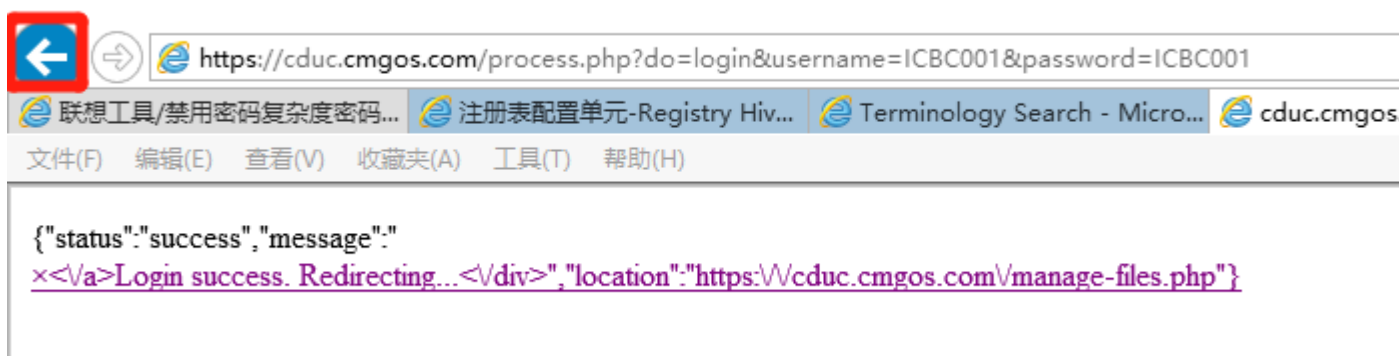 https://cduc.cmgos.com/process.php?do=login&username=ICBC001&password=ICBC001
联想工具/禁用密码复杂度密码... 注册表配置单元-Registry Hiv... Terminology Search - Micro... cduc.cmgos.
文件(F) 编辑(E) 查看(V) 收藏夹(A) 工具(T) 帮助(H)
{"status":"success","message":"
×<\/a>Login success. Redirecting...<\/div>","location":"https:\/\/cduc.cmgos.com\/manage-files.php"}